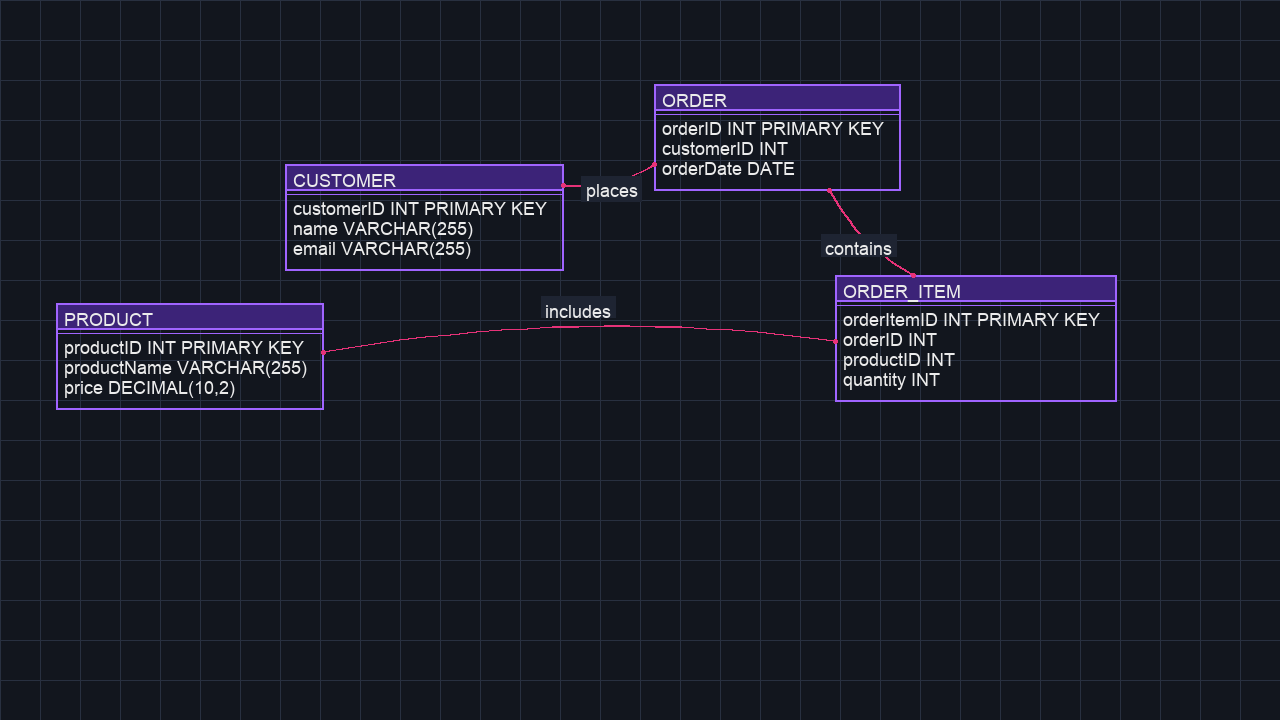 ORDER
orderID INT PRIMARY KEY
customerID INT
orderDate DATE
CUSTOMER
customerID INT PRIMARY KEY
name VARCHAR(255)
email VARCHAR(255)
places
contains
ORDER_ITEM
orderItemID INT PRIMARY KEY
orderID INT
productID INT
quantity INT
includes
PRODUCT
productID INT PRIMARY KEY
productName VARCHAR(255)
price DECIMAL(10,2)